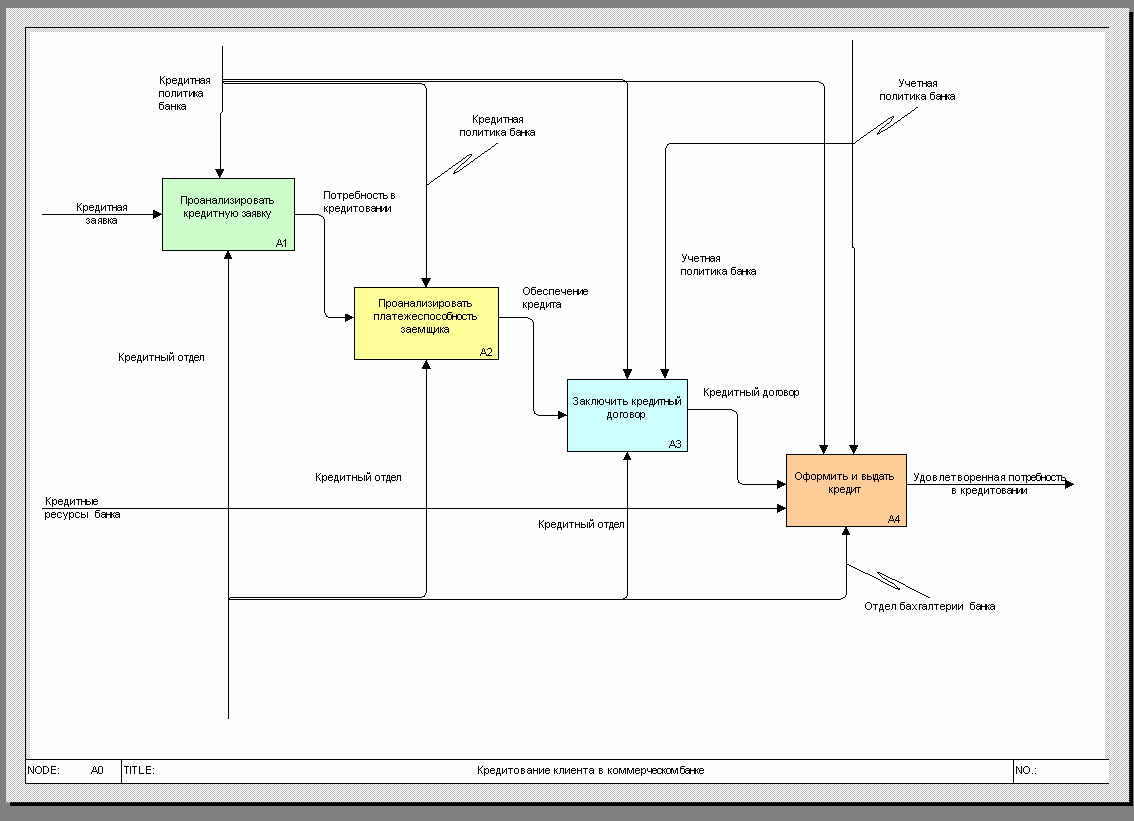 Кредитная
политика
банка
Учетная
политика банка
Кредитная
политика банка
Кредитная
заявка
Проанализировать
кредитную заявку
A1
Потребность в
кредитовании
Учетная
политика банка
Обеспечение
кредита
Проанализировать
платежеспособность
заемщика
A2
Кредитный отдел
Заключить кредитный
договор
A3
Кредитный договор
Кредитный отдел
Оформить и выдать
кредит
A4
Удовлетворенная потребность
в кредитовании
Кредитные
ресурсы банка
Кредитный отдел
Отдел бахгалтерии банка
NODE: A0 TITLE: Кредитование клиента в коммерческом банке NO.: